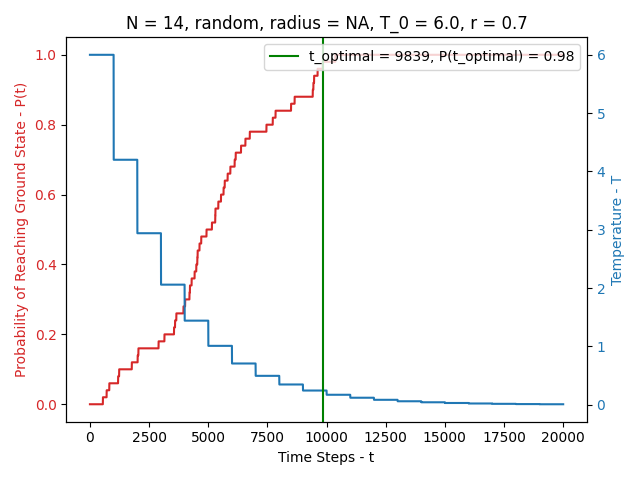 N = 14, random, radius = NA, T_0 = 6.0, r = 0.7
t_optimal = 9839, P(t_optimal) = 0.98
Probability of Reaching Ground State - P(t)
1.0
0.8
0.6
0.4
0.2
0.0
6
5
4
3
2
1
0
Temperature - T
0 2500 5000 7500 10000 12500 15000 17500 20000
Time Steps - t